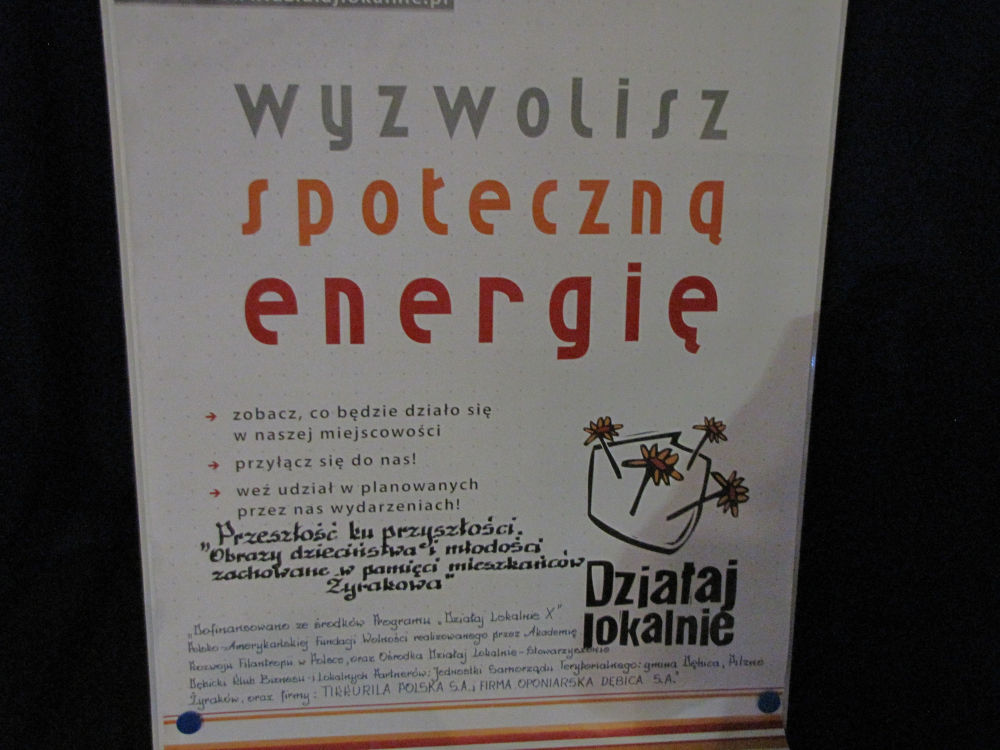 wyzwolisz
społeczną
energię
zobacz, co będzie działo się
w naszej miejscowości
przyłącz się do nas!
weź udział w planowanych
przez nas wydarzeniach!
Przeszłość ku przyszłości.
"Obrazy dzieciństwa i młodości
zachowane w pamięci mieszkańców
Żyrakowa"
Działaj
lokalnie
"Dofinansowano ze środków Programu "Działaj Lokalnie X"
Polsko-Amerykańskiej Fundacji Wolności realizowanego przez Akademię
Rozwoju Filantropii w Polsce, oraz Ośrodka Działaj Lokalnie-Stowarzyszenie
Dębicki Klub Biznesu i Lokalnych Partnerów: Jednostki Samorządu Terytorialnego: gmina Dębica, Pilzno
Żyraków, oraz firmy: TIKKURILA POLSKA S.A. i FIRMA OPONIARSKA DĘBICA S.A."